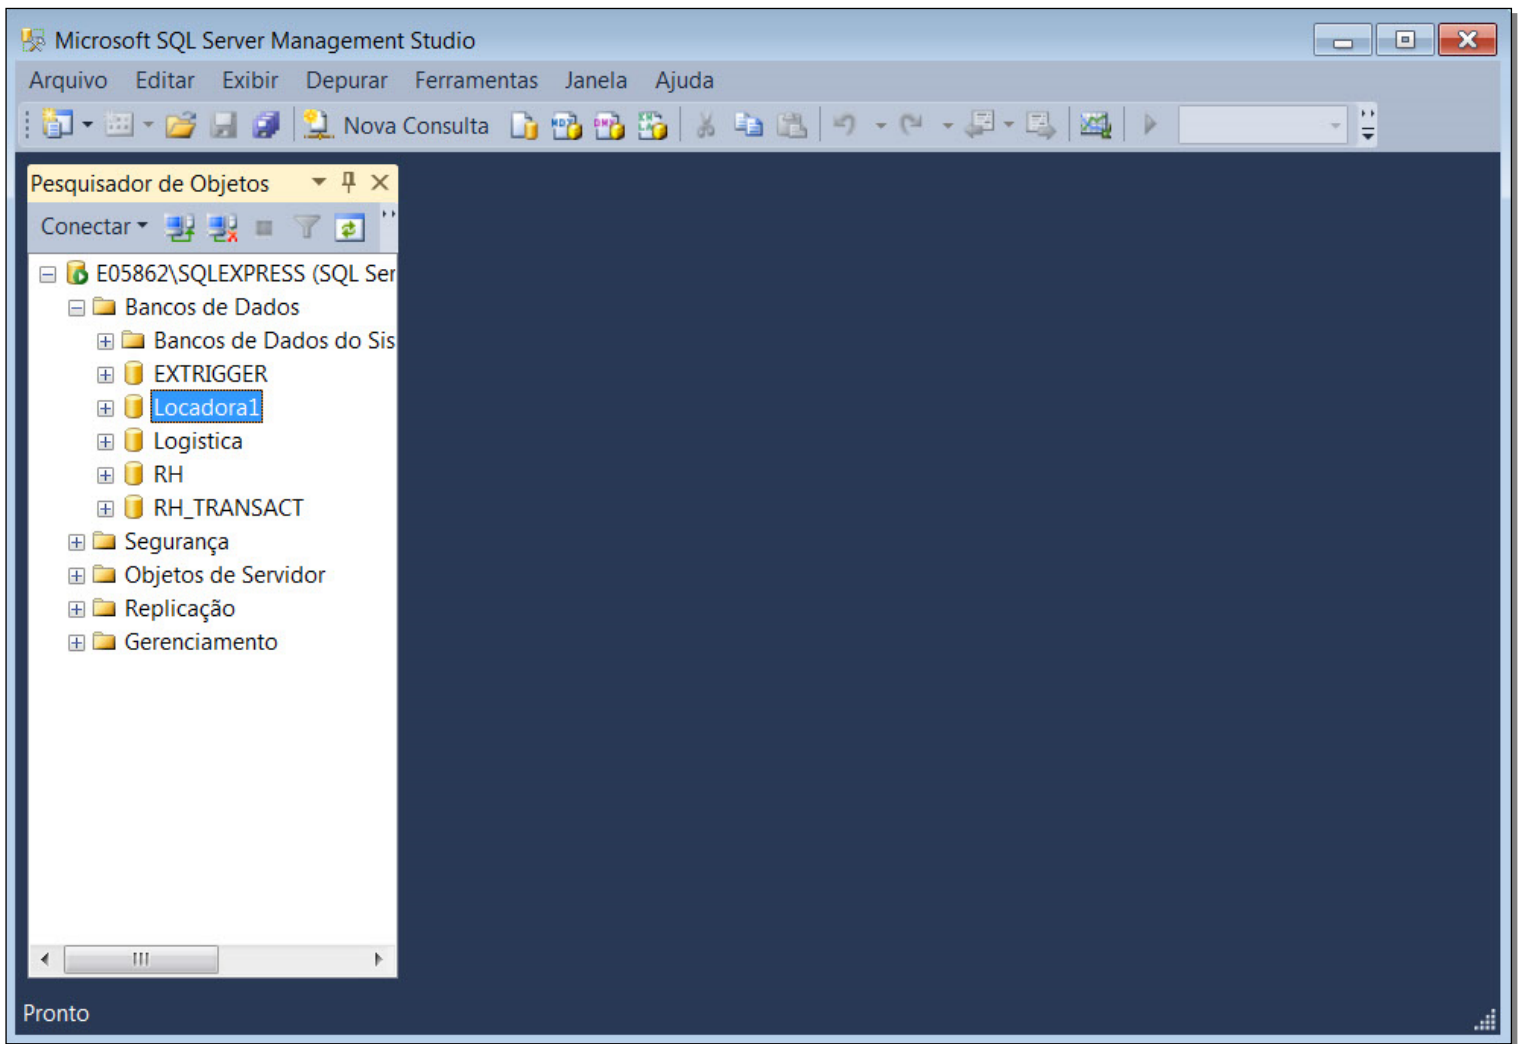 Microsoft SQL Server Management Studio
Arquivo Editar Exibir Depurar Ferramentas Janela Ajuda
Nova Consulta
Pesquisador de Objetos
Conectar
E05862\SQLEXPRESS (SQL Ser
Bancos de Dados
Bancos de Dados do Sis
EXTRIGGER
Locadora1
Logistica
RH
RH_TRANSACT
Segurança
Objetos de Servidor
Replicação
Gerenciamento
Pronto